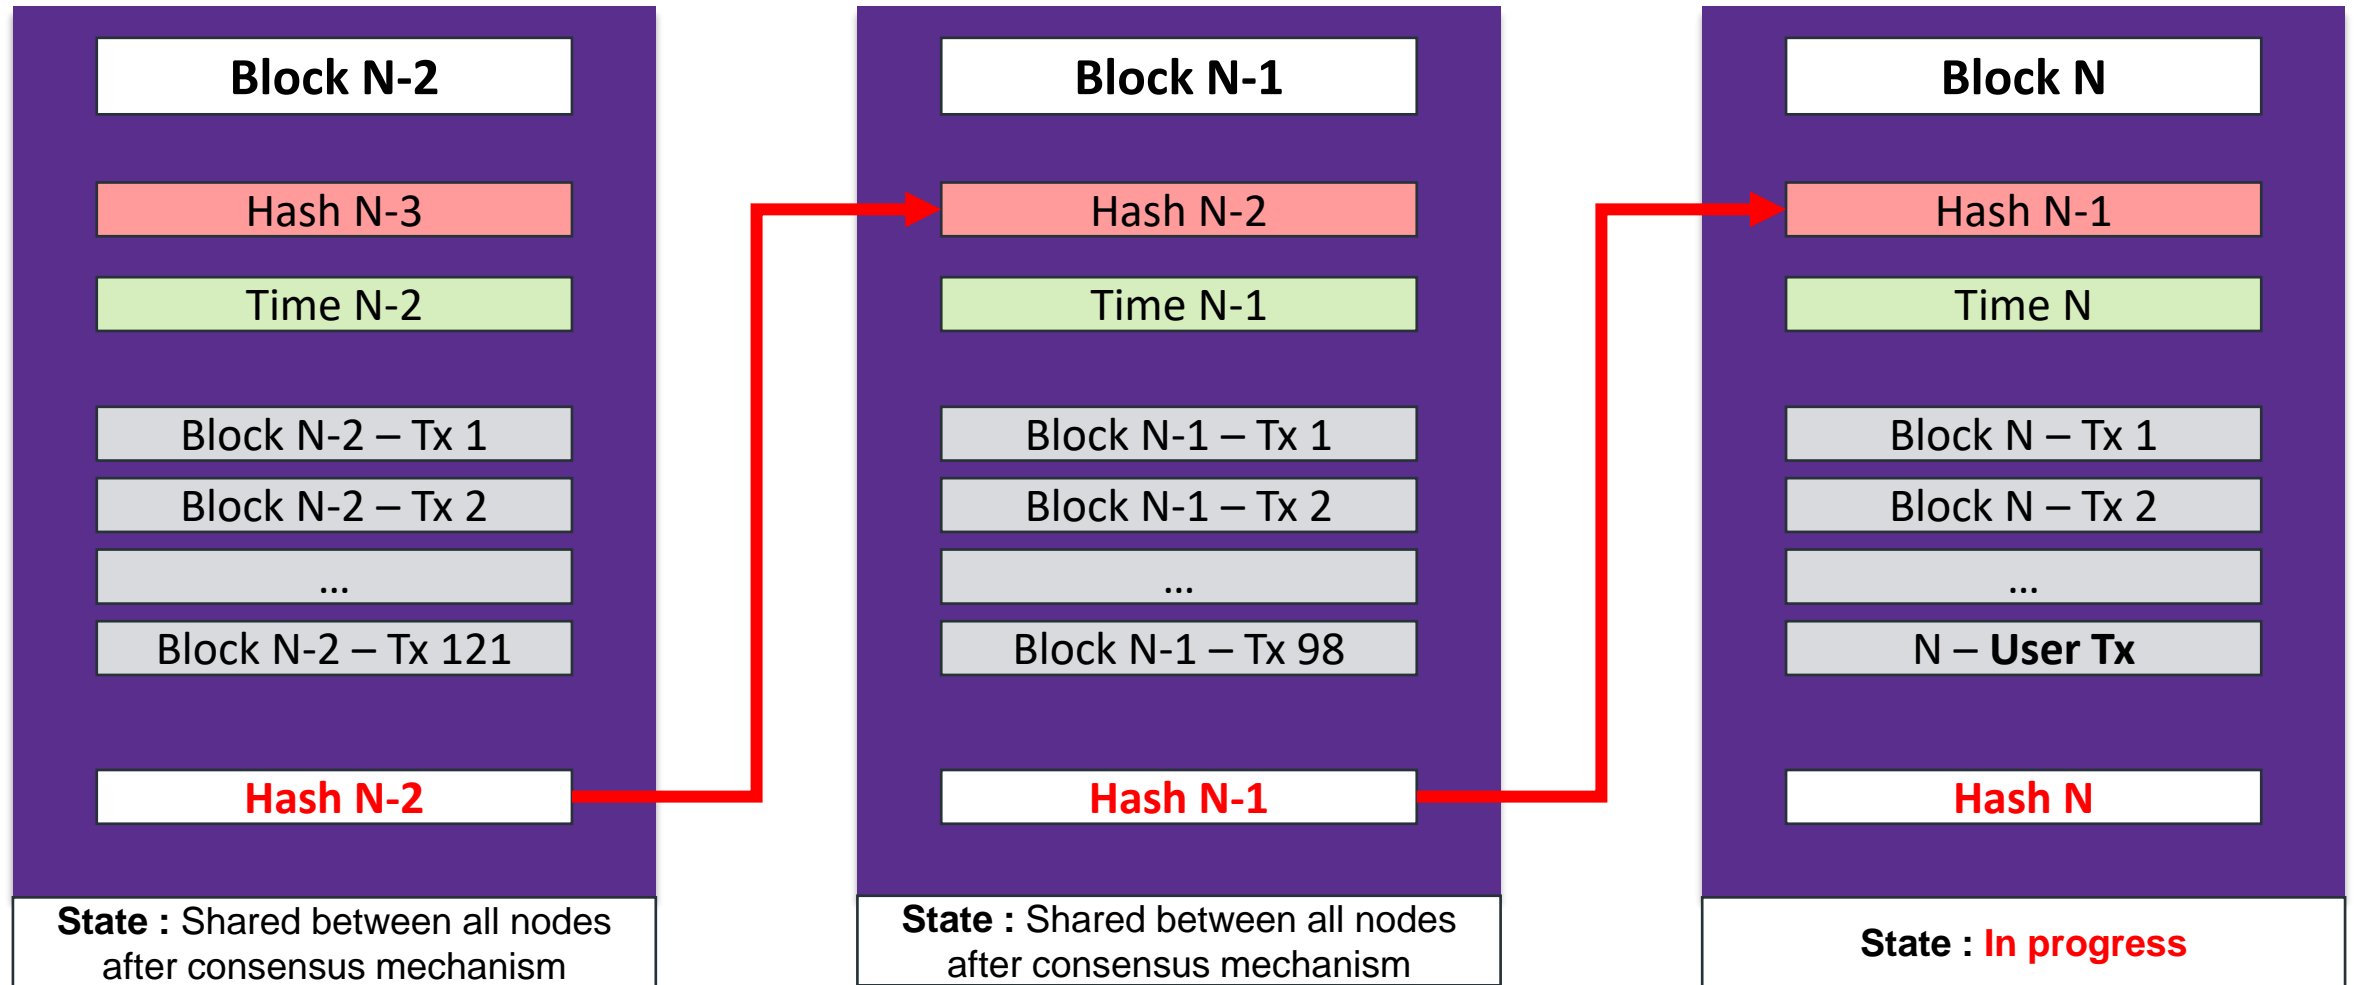 Block N-2
Hash N-3
Time N-2
Block N-2 – Tx 1
Block N-2 – Tx 2
...
Block N-2 – Tx 121
Hash N-2
State : Shared between all nodes
after consensus mechanism
Block N-1
Hash N-2
Time N-1
Block N-1 – Tx 1
Block N-1 – Tx 2
...
Block N-1 – Tx 98
Hash N-1
State : Shared between all nodes
after consensus mechanism
Block N
Hash N-1
Time N
Block N – Tx 1
Block N – Tx 2
...
N – User Tx
Hash N
State : In progress